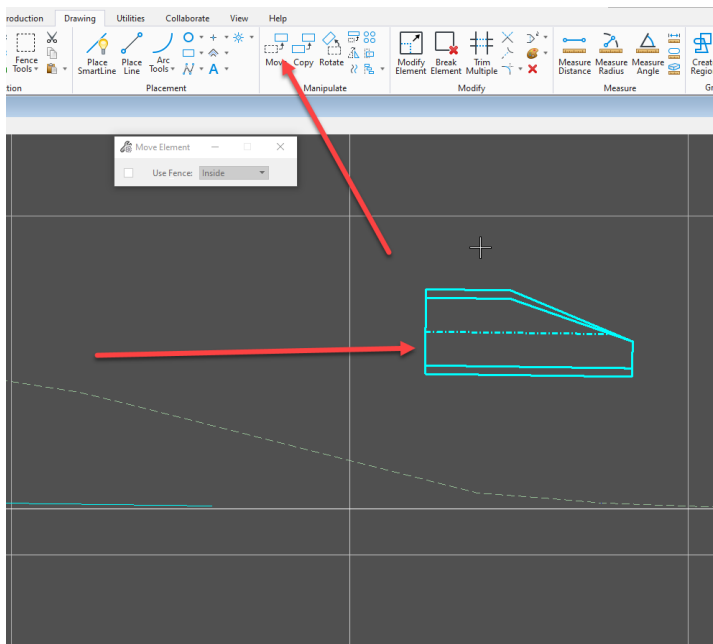 roduction Drawing Utilities Collaborate View Help
Fence Tools
Place SmartLine
Place Line
Arc Tools
A
Move Copy Rotate
Modify Element
Break Element
Trim Multiple
Measure Distance
Measure Radius
Measure Angle
Create
Regio
tion Placement Manipulate Modify Measure Gr
Move Element
Use Fence: Inside